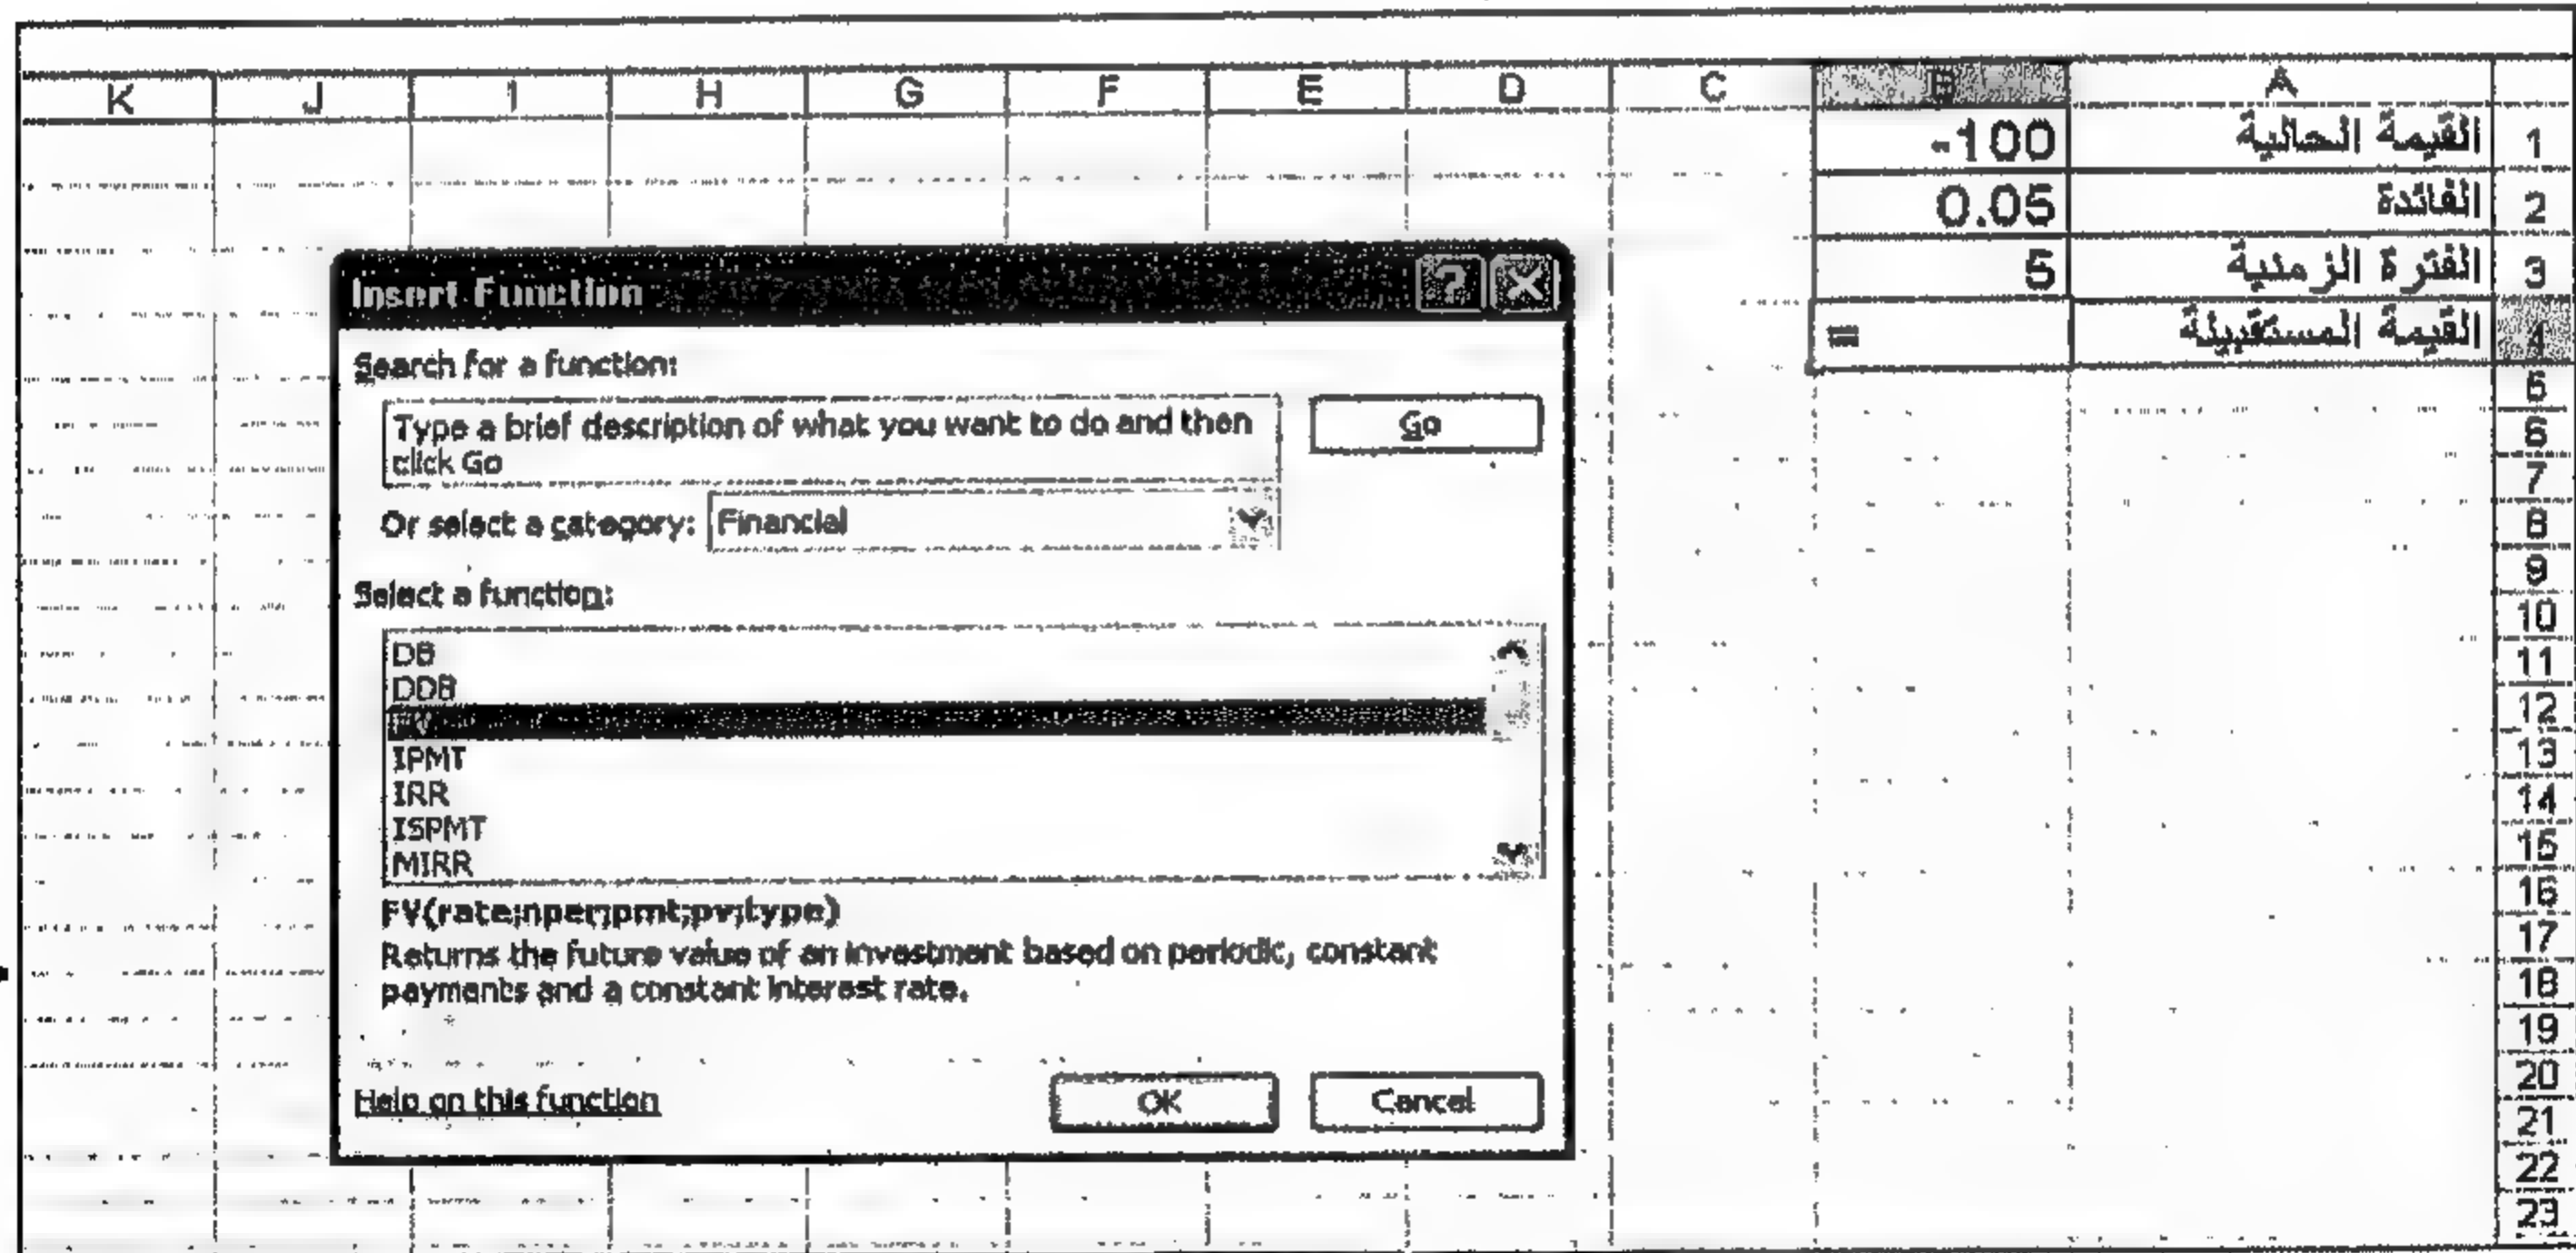 K J I H G F E D C B A
القيمة الحالية -100 1
الفائدة 0.05 2
الفترة الزمنية 5 3
القيمة المستقبيلة = 4
5
6
7
8
9
10
11
12
13
14
15
16
17
18
19
20
21
22
23
Insert Function
Search for a function:
Type a brief description of what you want to do and then
click Go
Go
Or select a category: Financial
Select a function:
DB
DDB
FV
IPMT
IRR
ISPMT
MIRR
FV(rate;nper;pmt;pv;type)
Returns the future value of an investment based on periodic, constant
payments and a constant interest rate.
Help on this function
OK Cancel